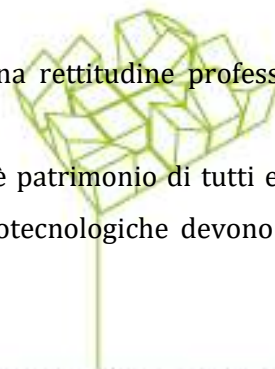 na rettitudine profess
è patrimonio di tutti e
otecnologiche devono